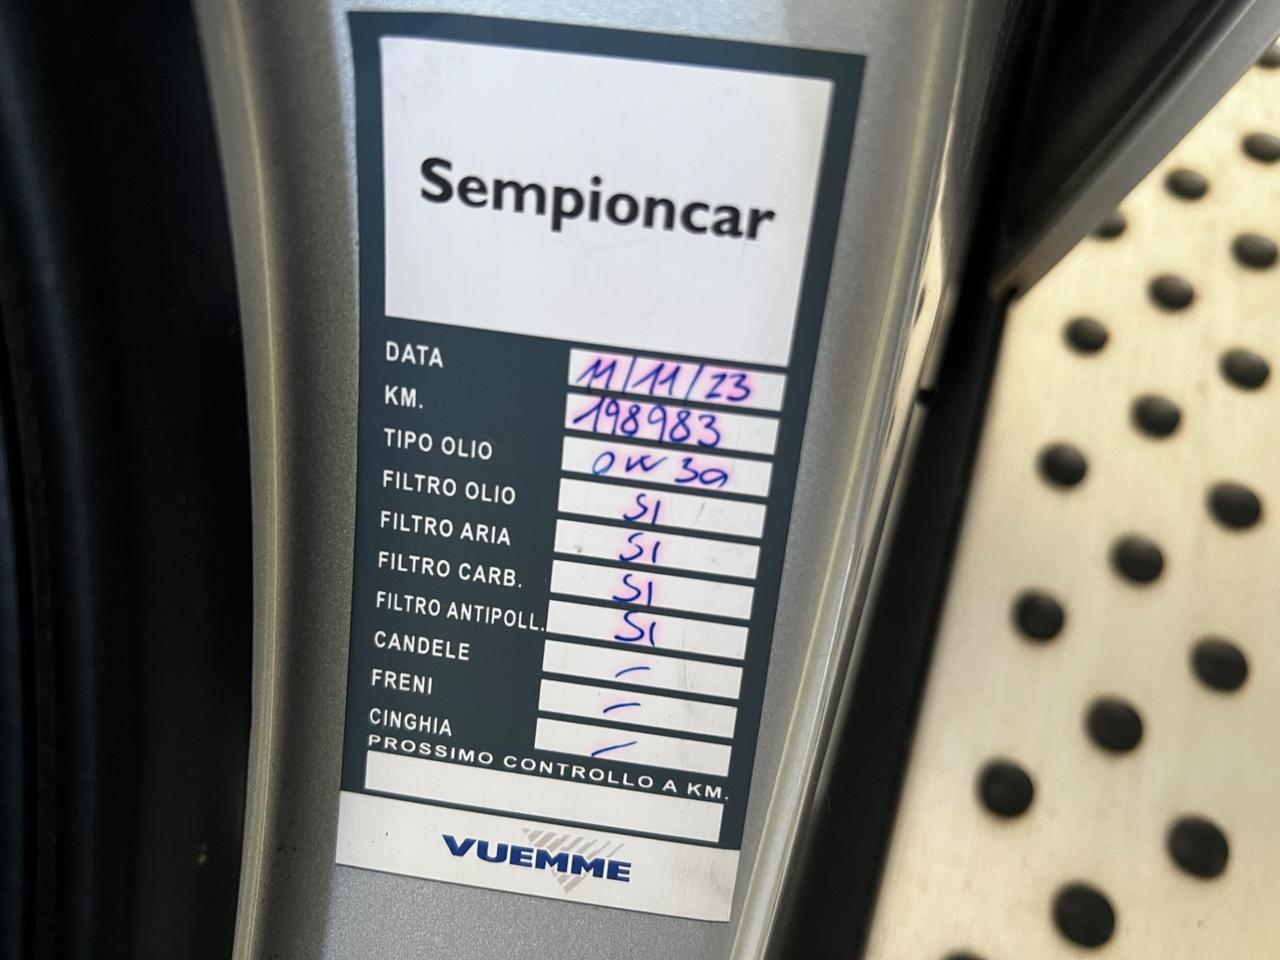 Sempioncar
DATA 11/11/23
KM. 198983
TIPO OLIO 0W30
FILTRO OLIO SI
FILTRO ARIA SI
FILTRO CARB. SI
FILTRO ANTIPOLL. SI
CANDELE –
FRENI –
CINGHIA –
PROSSIMO CONTROLLO A KM.
VUEMME